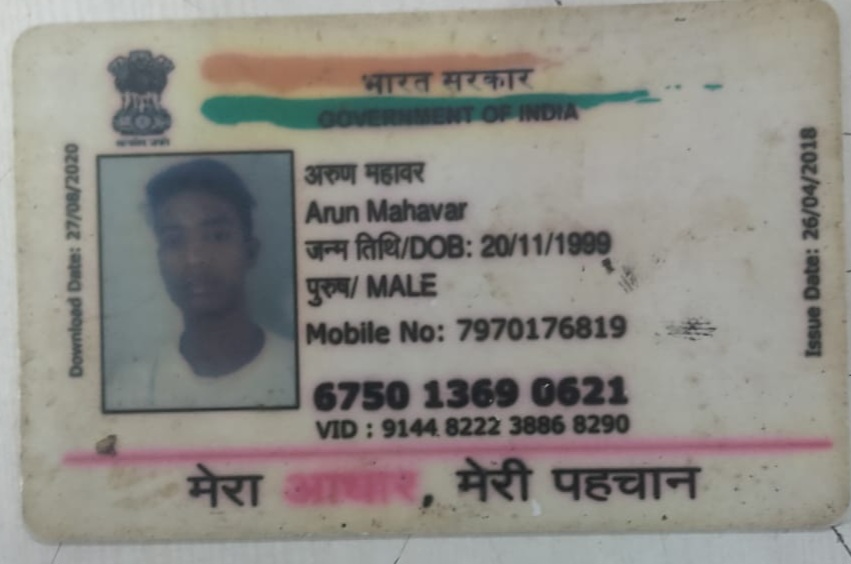 भारत सरकार
GOVERNMENT OF INDIA
Download Date: 27/08/2020
अरुण महावर
Arun Mahavar
जन्म तिथि/DOB: 20/11/1999
पुरुष/ MALE
Mobile No: 7970176819
6750 1369 0621
VID : 9144 8222 3886 8290
Issue Date: 26/04/2018
मेरा आधार, मेरी पहचान